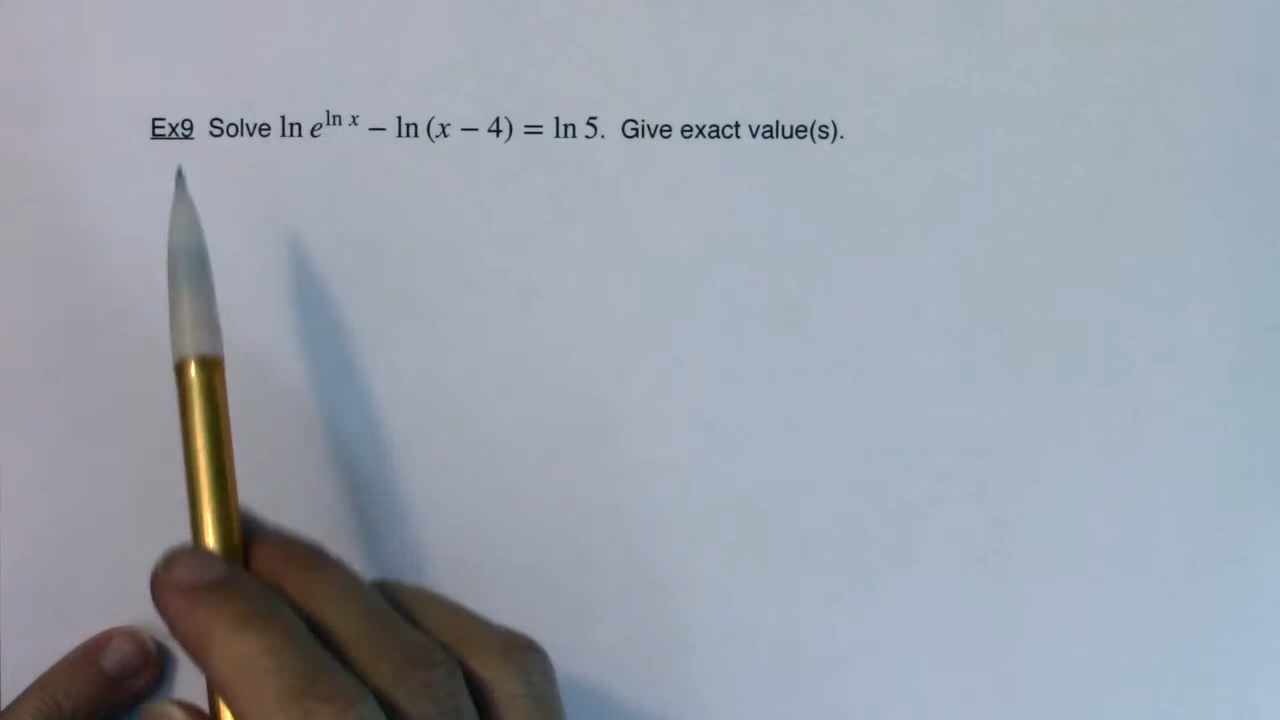 Ex9 Solve ln e^{ln x} − ln (x − 4) = ln 5. Give exact value(s).